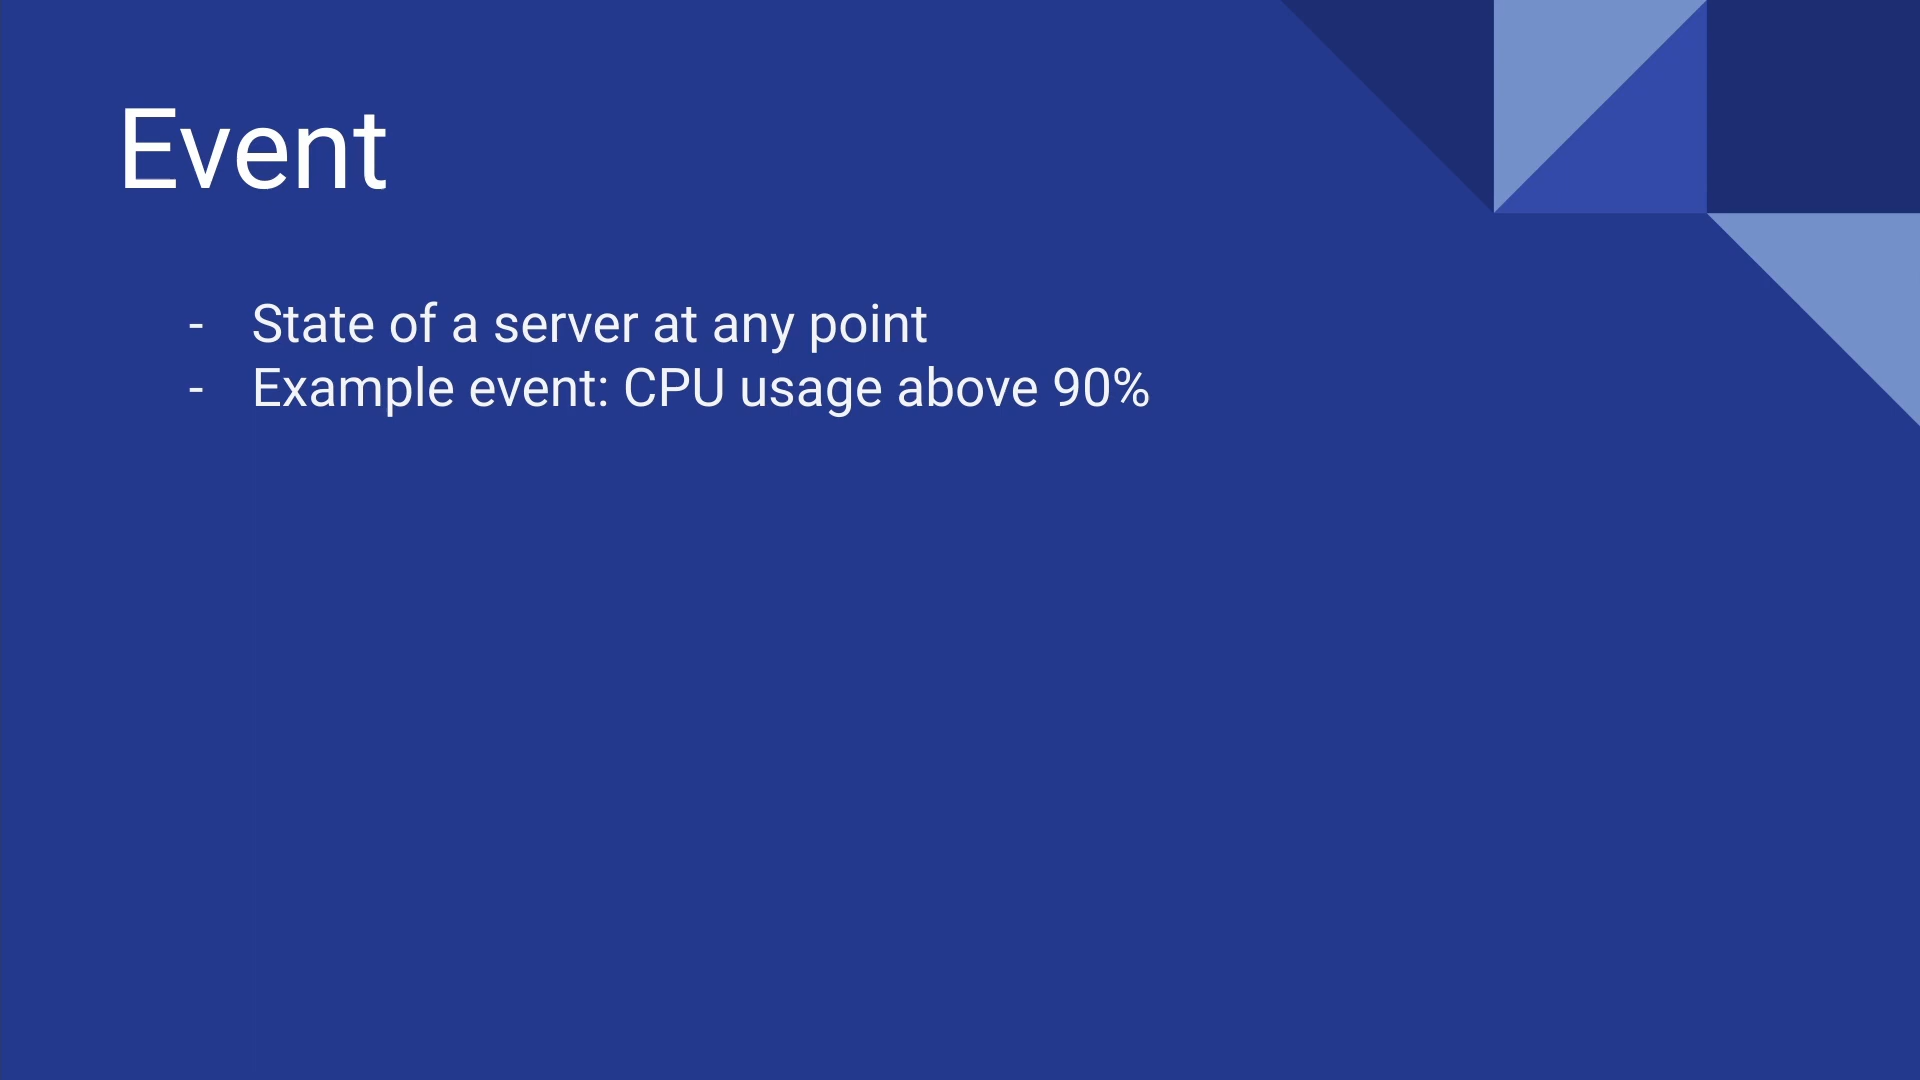 Event
- State of a server at any point
- Example event: CPU usage above 90%